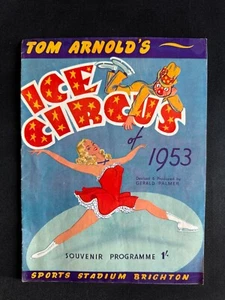 TOM ARNOLD'S
ICE
CIRCUS
of
1953
Devised & Produced by
GERALD PALMER
SOUVENIR PROGRAMME 1/-
SPORTS STADIUM BRIGHTON